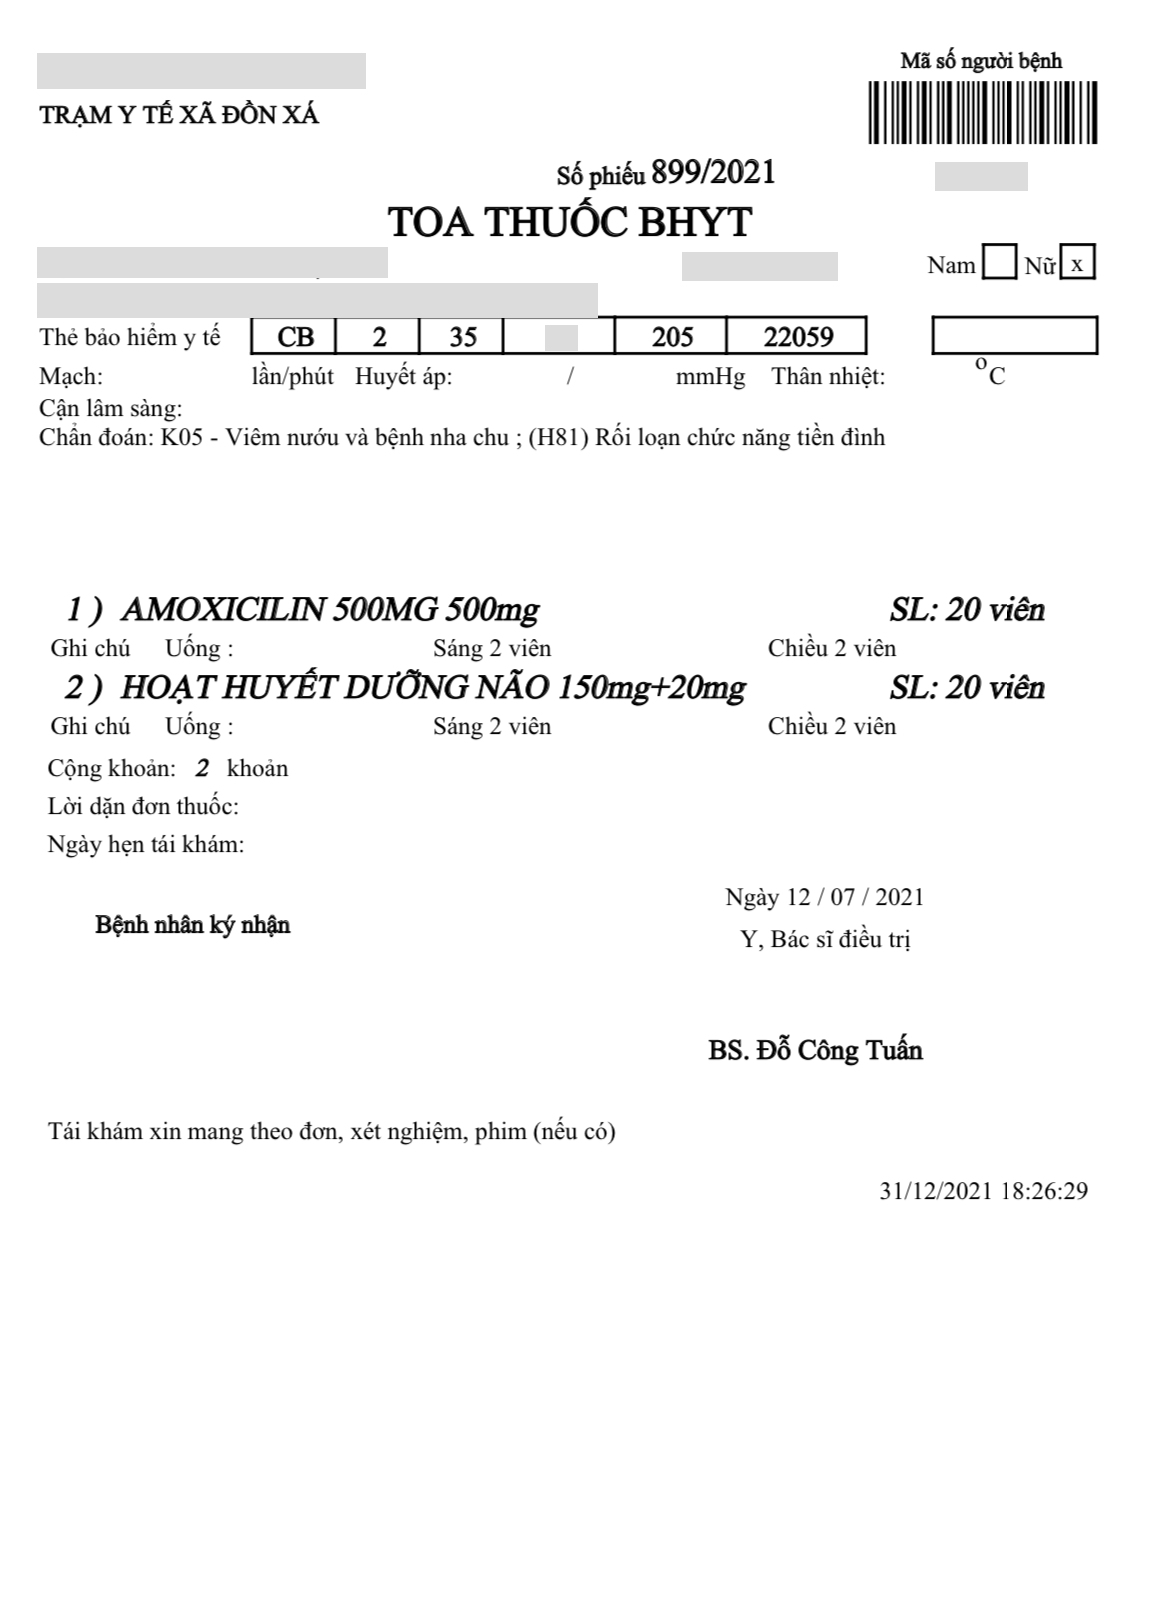 Mã số người bệnh
TRẠM Y TẾ XÃ ĐỒN XÁ
Số phiếu 899/2021
TOA THUỐC BHYT
Nam Nữ x
Thẻ bảo hiểm y tế CB 2 35 205 22059
Mạch: lần/phút Huyết áp: / mmHg Thân nhiệt: °C
Cận lâm sàng:
Chẩn đoán: K05 - Viêm nướu và bệnh nha chu ; (H81) Rối loạn chức năng tiền đình
1 ) AMOXICILIN 500MG 500mg SL: 20 viên
Ghi chú Uống : Sáng 2 viên Chiều 2 viên
2 ) HOẠT HUYẾT DƯỠNG NÃO 150mg+20mg SL: 20 viên
Ghi chú Uống : Sáng 2 viên Chiều 2 viên
Cộng khoản: 2 khoản
Lời dặn đơn thuốc:
Ngày hẹn tái khám:
Ngày 12 / 07 / 2021
Bệnh nhân ký nhận
Y, Bác sĩ điều trị
BS. Đỗ Công Tuấn
Tái khám xin mang theo đơn, xét nghiệm, phim (nếu có)
31/12/2021 18:26:29